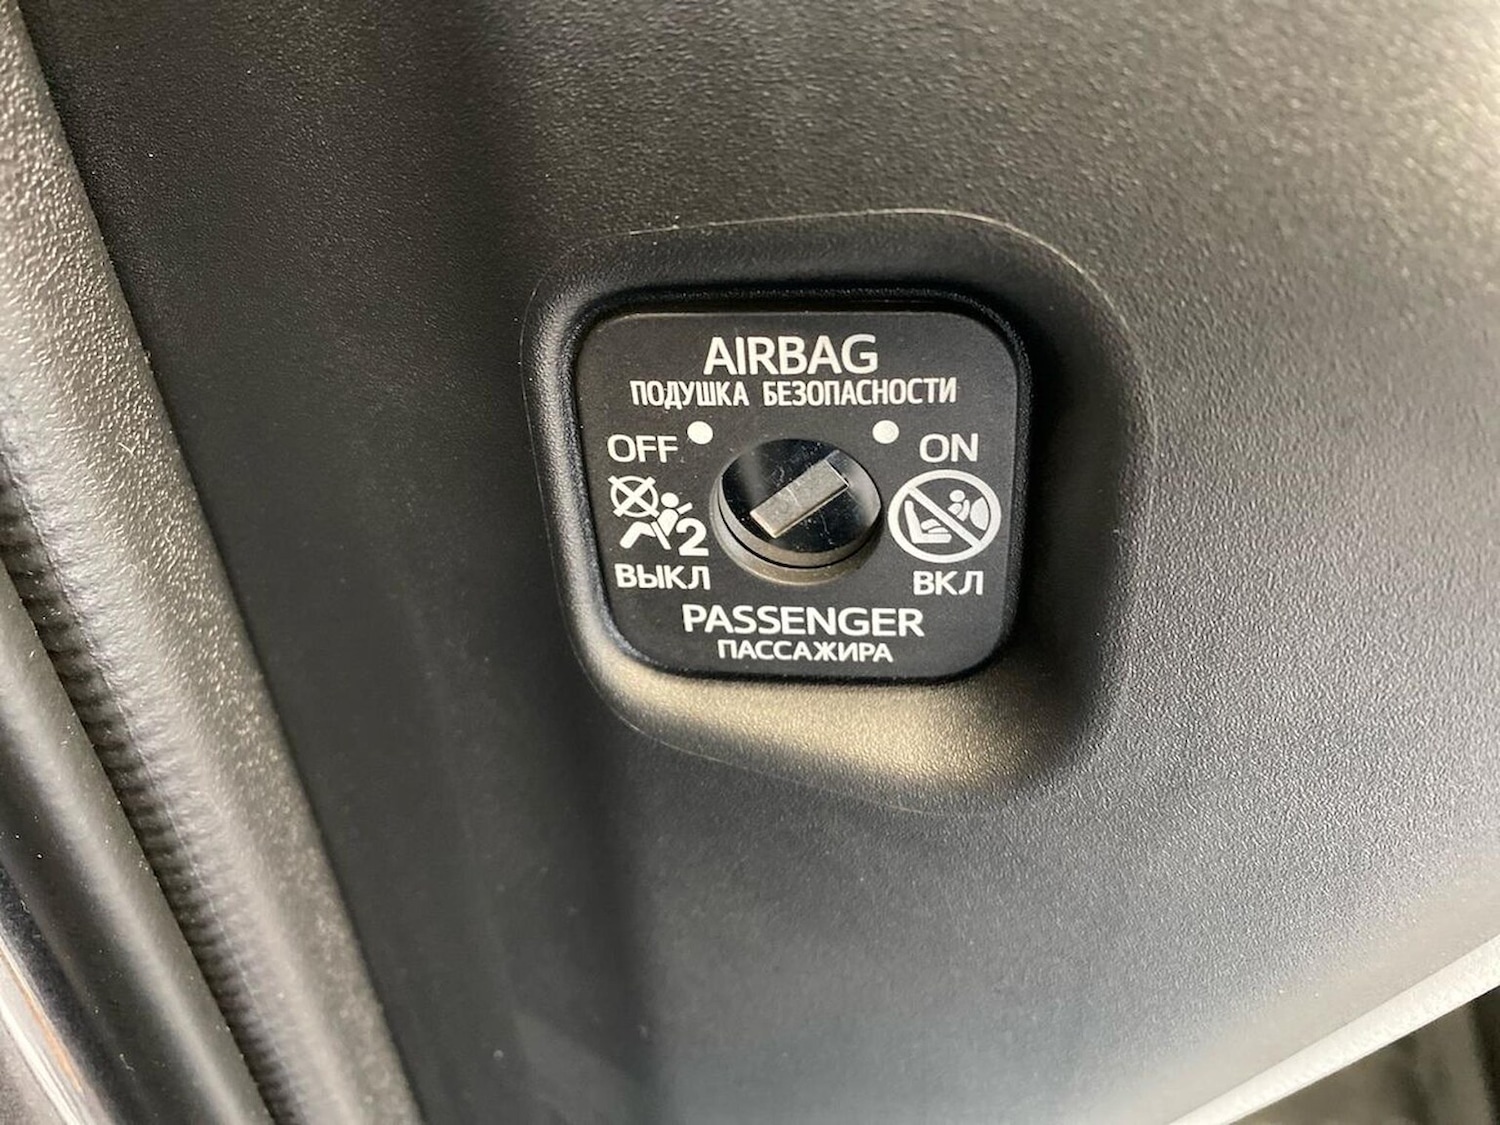 AIRBAG
ПОДУШКА БЕЗОПАСНОСТИ
OFF
ON
2
ВЫКЛ
ВКЛ
PASSENGER
ПАССАЖИРА